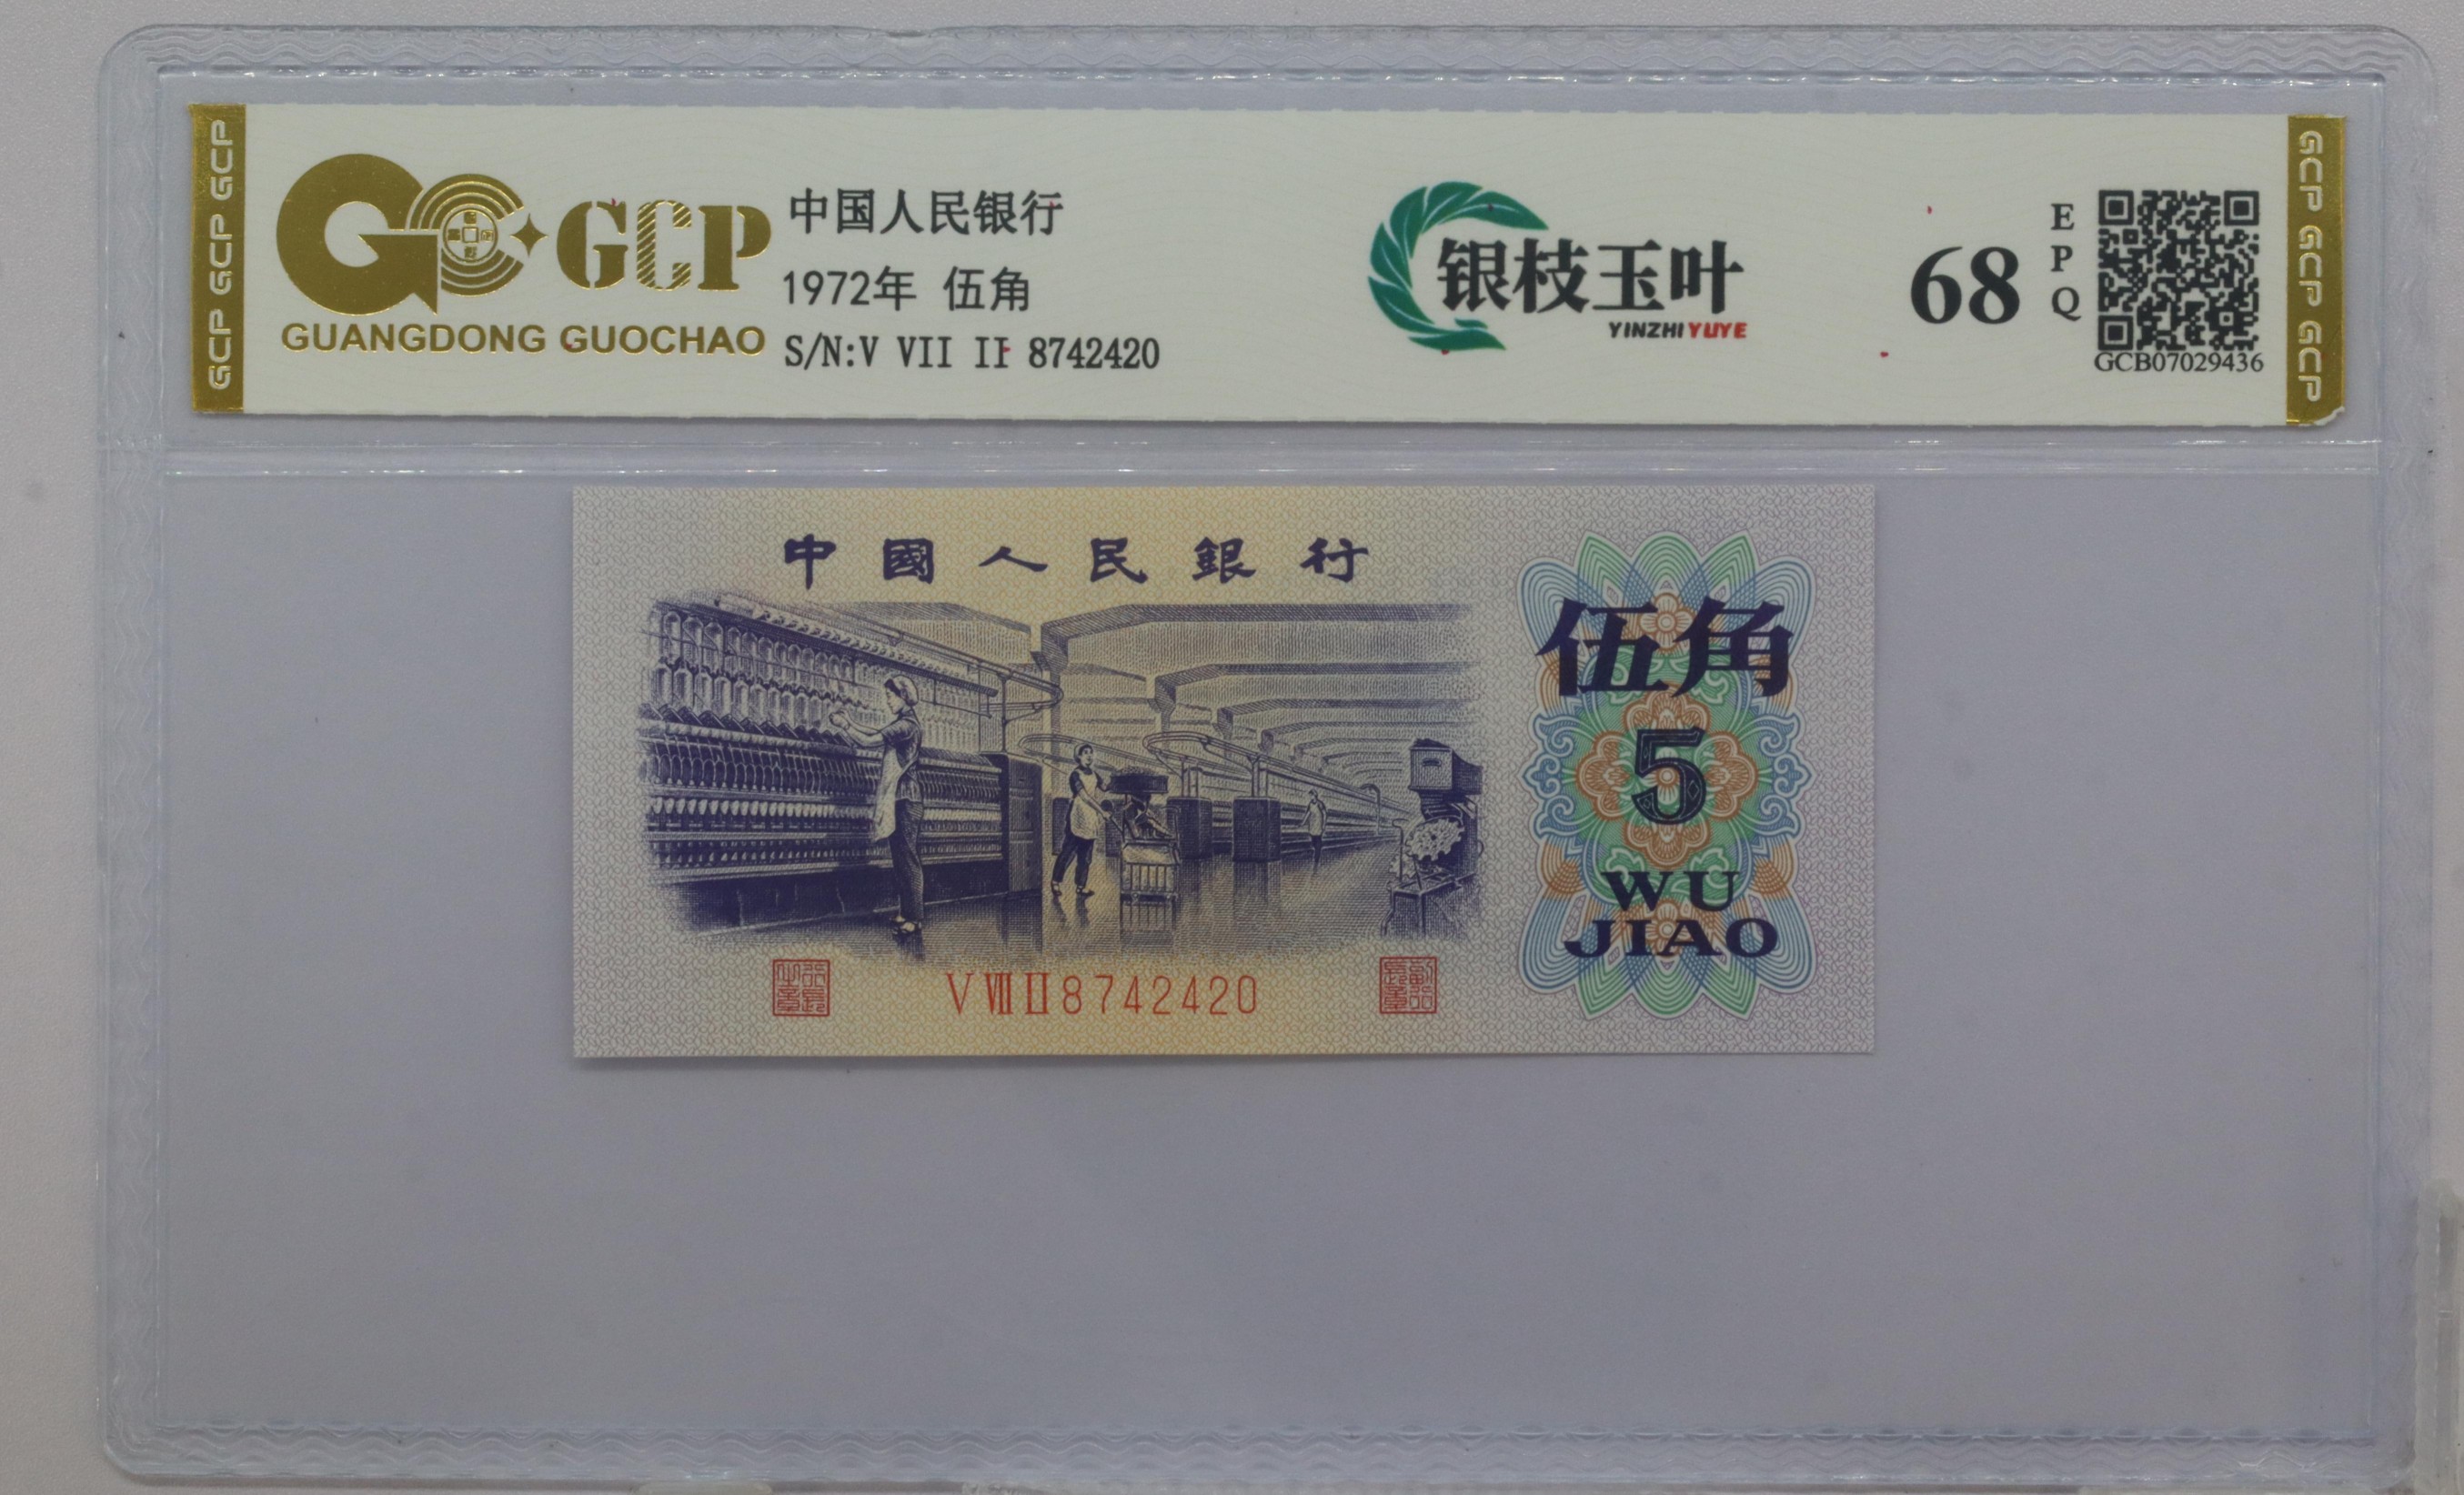 GCP GCP GCP
GCP
GUANGDONG GUOCHAO
中国人民银行
1972年 伍角
S/N:V VII II 8742420
银枝玉叶
YINZHI YUYE
68
E
P
Q
GCB07029436
GCP GCP GCP
中國人民銀行
伍角
5
WU
JIAO
V VII II 8742420